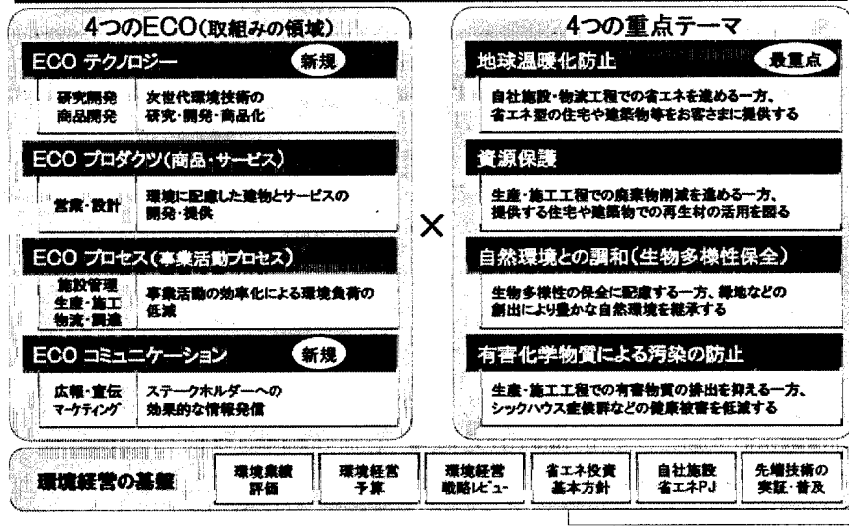 4つのECO(取組みの領域)
ECO テクノロジー
新規
研究開発
商品開発
次世代環境技術の
研究・開発・商品化
ECO プロダクツ(商品・サービス)
営業・設計
環境に配慮した建物とサービスの
開発・提供
ECO プロセス(事業活動プロセス)
施設管理
生産・施工
物流・調達
事業活動の効率化による環境負荷の
低減
ECO コミュニケーション
新規
広報・宣伝
マーケティング
ステークホルダーへの
効果的な情報発信
×
4つの重点テーマ
地球温暖化防止
最重点
自社施設・物流工程での省エネを進める一方、
省エネ型の住宅や建築物等をお客さまに提供する
資源保護
生産・施工工程での廃棄物削減を進める一方、
提供する住宅や建築物での再生材の活用を図る
自然環境との調和(生物多様性保全)
生物多様性の保全に配慮する一方、緑地などの
創出により豊かな自然環境を継承する
有害化学物質による汚染の防止
生産・施工工程での有害物質の排出を抑える一方、
シックハウス症候群などの健康被害を低減する
環境経営の基盤
環境業績
評価
環境経営
予算
環境経営
戦略レビュー
省エネ投資
基本方針
自社施設
省エネPJ
先端技術の
実証・普及